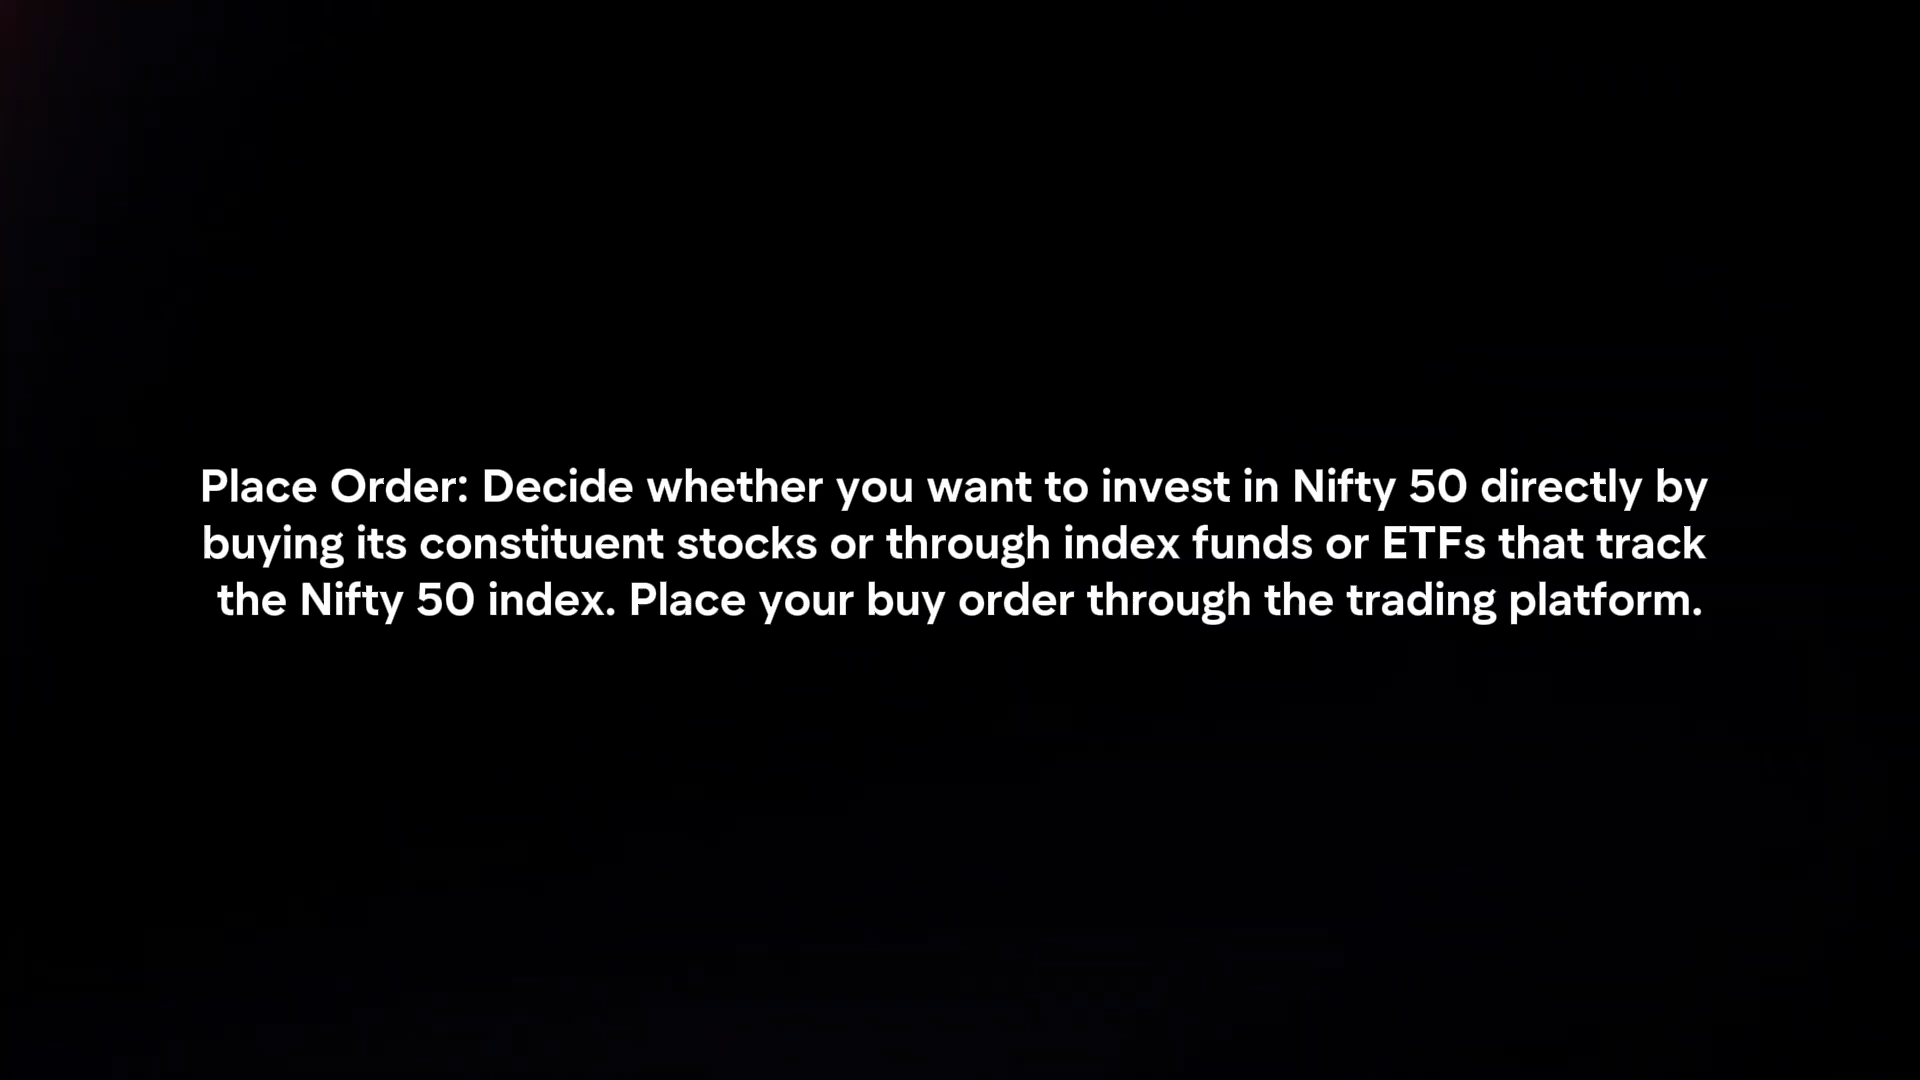 Place Order: Decide whether you want to invest in Nifty 50 directly by
buying its constituent stocks or through index funds or ETFs that track
the Nifty 50 index. Place your buy order through the trading platform.